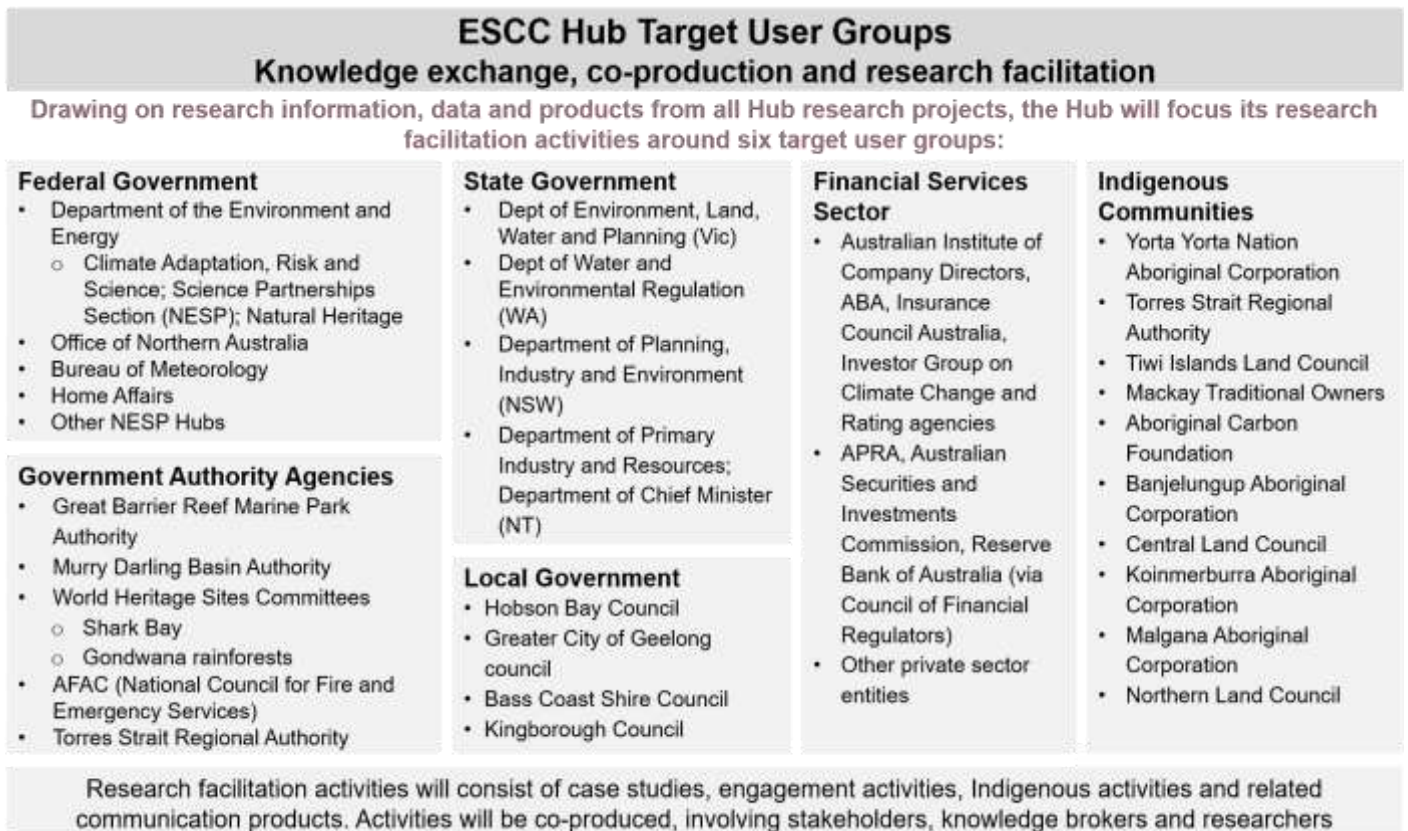 ESCC Hub Target User Groups
Knowledge exchange, co-production and research facilitation
Drawing on research information, data and products from all Hub research projects, the Hub will focus its research
facilitation activities around six target user groups:
Federal Government
• Department of the Environment and
Energy
o Climate Adaptation, Risk and
Science; Science Partnerships
Section (NESP); Natural Heritage
• Office of Northern Australia
• Bureau of Meteorology
• Home Affairs
• Other NESP Hubs
Government Authority Agencies
• Great Barrier Reef Marine Park
Authority
• Murry Darling Basin Authority
• World Heritage Sites Committees
o Shark Bay
o Gondwana rainforests
• AFAC (National Council for Fire and
Emergency Services)
• Torres Strait Regional Authority
State Government
• Dept of Environment, Land,
Water and Planning (Vic)
• Dept of Water and
Environmental Regulation
(WA)
• Department of Planning,
Industry and Environment
(NSW)
• Department of Primary
Industry and Resources;
Department of Chief Minister
(NT)
Local Government
• Hobson Bay Council
• Greater City of Geelong
council
• Bass Coast Shire Council
• Kingborough Council
Financial Services
Sector
• Australian Institute of
Company Directors,
ABA, Insurance
Council Australia,
Investor Group on
Climate Change and
Rating agencies
• APRA, Australian
Securities and
Investments
Commission, Reserve
Bank of Australia (via
Council of Financial
Regulators)
• Other private sector
entities
Indigenous
Communities
• Yorta Yorta Nation
Aboriginal Corporation
• Torres Strait Regional
Authority
• Tiwi Islands Land Council
• Mackay Traditional Owners
• Aboriginal Carbon
Foundation
• Banjelungup Aboriginal
Corporation
• Central Land Council
• Koinmerburra Aboriginal
Corporation
• Malgana Aboriginal
Corporation
• Northern Land Council
Research facilitation activities will consist of case studies, engagement activities, Indigenous activities and related
communication products. Activities will be co-produced, involving stakeholders, knowledge brokers and researchers